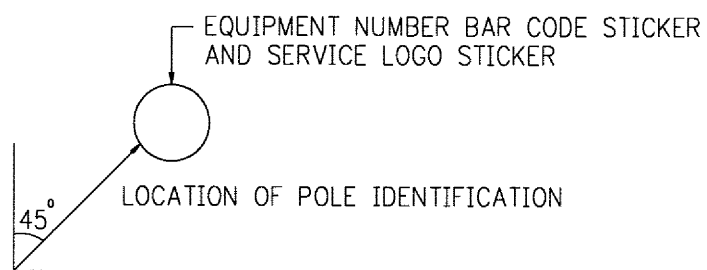 EQUIPMENT NUMBER BAR CODE STICKER
AND SERVICE LOGO STICKER
LOCATION OF POLE IDENTIFICATION
45°